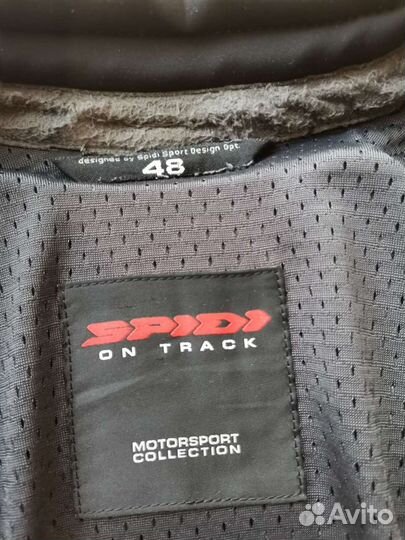 designed by Spidi Sport Design Dpt.
48
SPIDI
ON TRACK
MOTORSPORT
COLLECTION
Avito